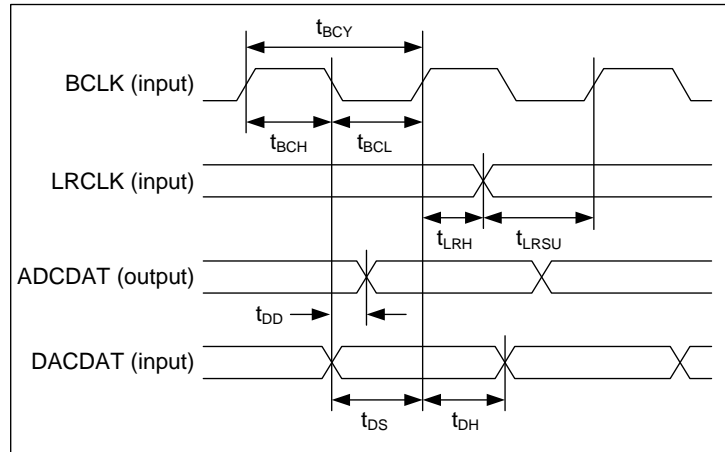 tBCY
BCLK (input)
tBCH
tBCL
LRCLK (input)
tLRH
tLRSU
ADCDAT (output)
tDD
DACDAT (input)
tDS
tDH